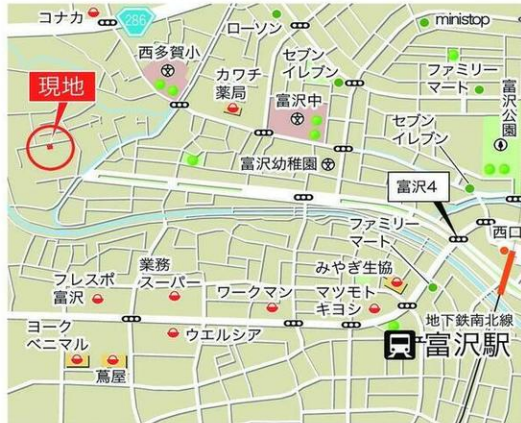 コナカ
286
ローソン
ministop
西多賀小
セブン
イレブン
ファミリー
マート
カワチ
薬局
現地
富沢中
富沢公園
セブン
イレブン
富沢幼稚園
富沢4
ファミリー
マート
西口
みやぎ生協
業務
スーパー
フレスポ
富沢
ワークマン
マツモト
キヨシ
地下鉄南北線
ヨーク
ベニマル
ウエルシア
富沢駅
蔦屋